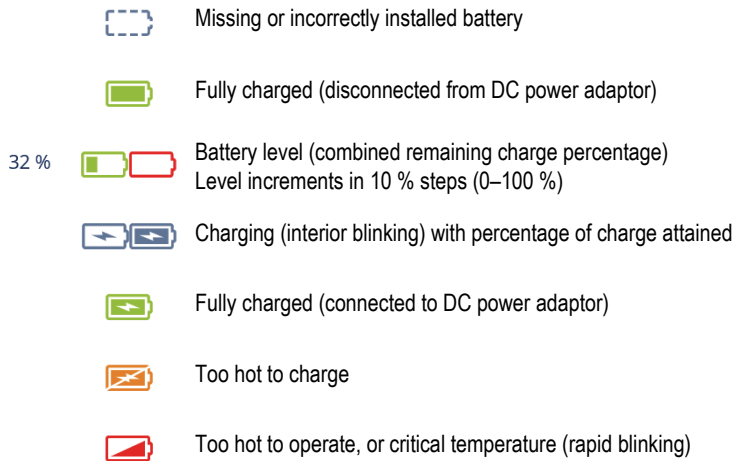 Missing or incorrectly installed battery
Fully charged (disconnected from DC power adaptor)
32 %
Battery level (combined remaining charge percentage)
Level increments in 10 % steps (0–100 %)
Charging (interior blinking) with percentage of charge attained
Fully charged (connected to DC power adaptor)
Too hot to charge
Too hot to operate, or critical temperature (rapid blinking)